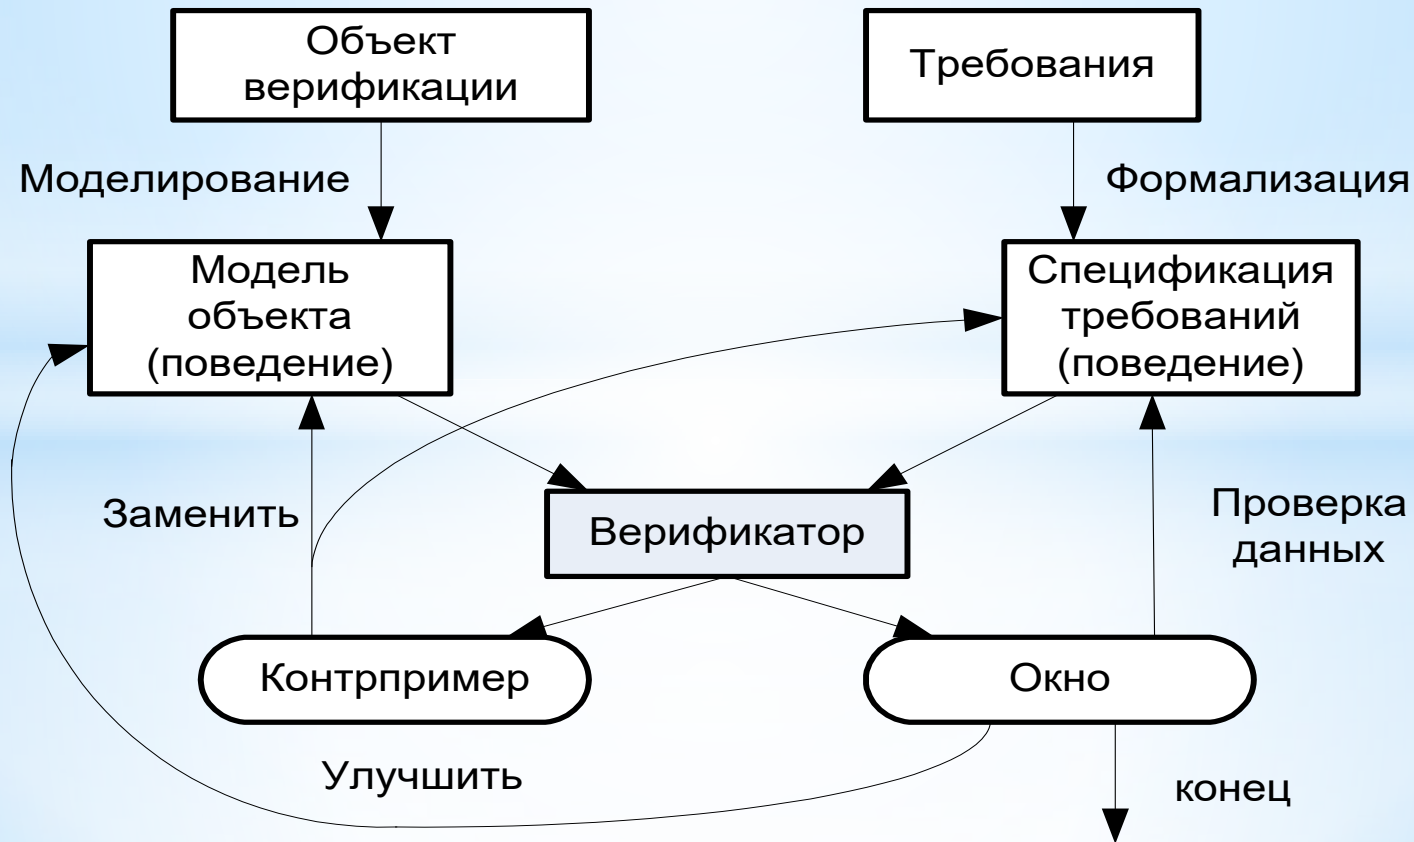 Объект
верификации
Требования
Моделирование
Формализация
Модель
объекта
(поведение)
Спецификация
требований
(поведение)
Заменить
Верификатор
Проверка
данных
Контрпример
Окно
Улучшить
конец